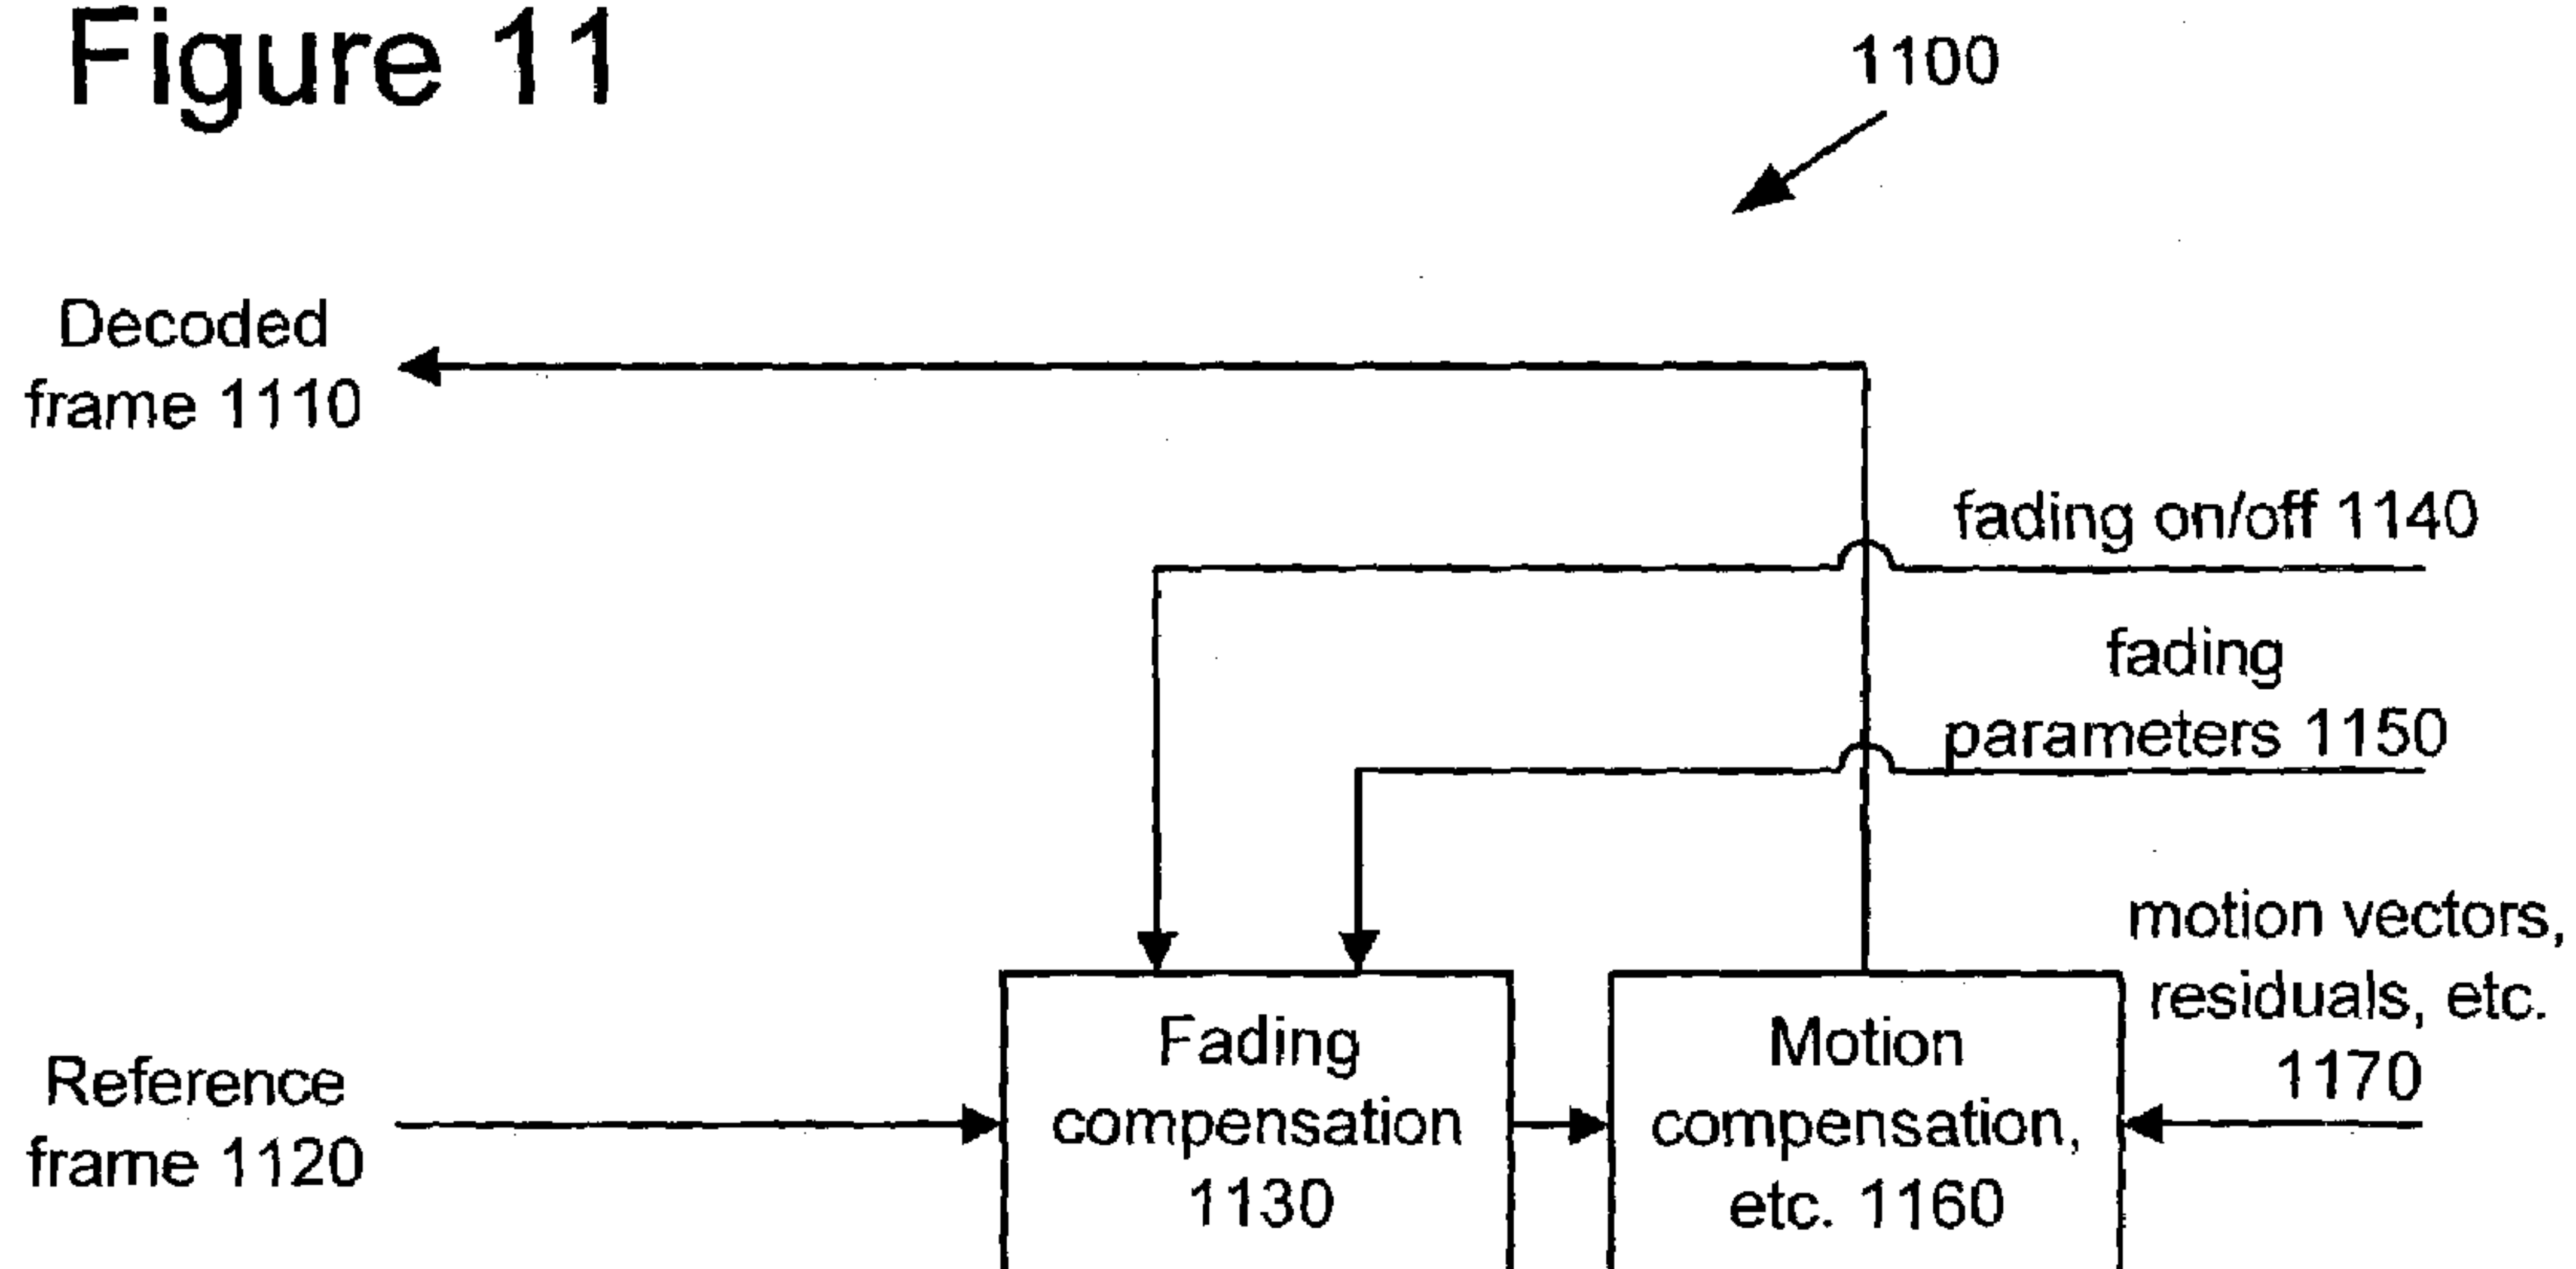 Figure 11
1100
Decoded
frame 1110
fading on/off 1140
fading
parameters 1150
motion vectors,
residuals, etc.
1170
Reference
frame 1120
Fading
compensation
1130
Motion
compensation,
etc. 1160